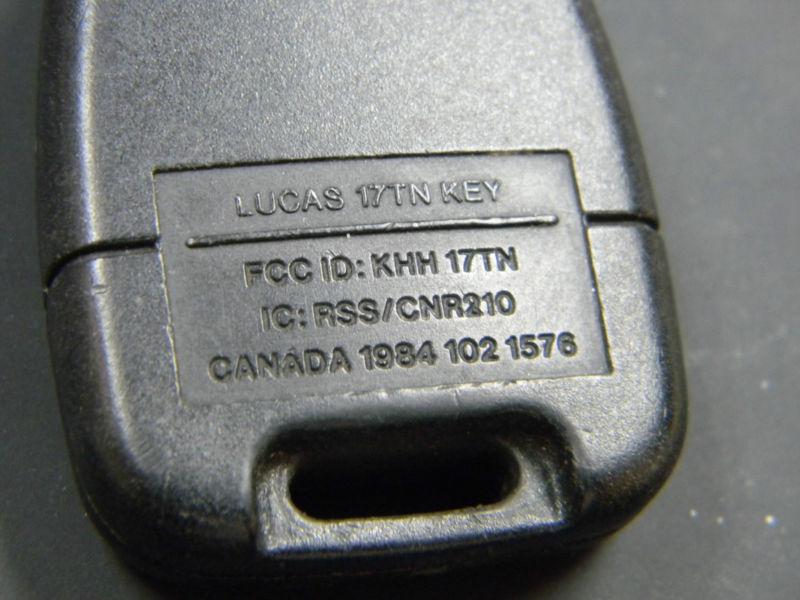 LUCAS 17TN KEY
FCC ID: KHH 17TN
IC: RSS/CNR210
CANADA 1984 102 1576